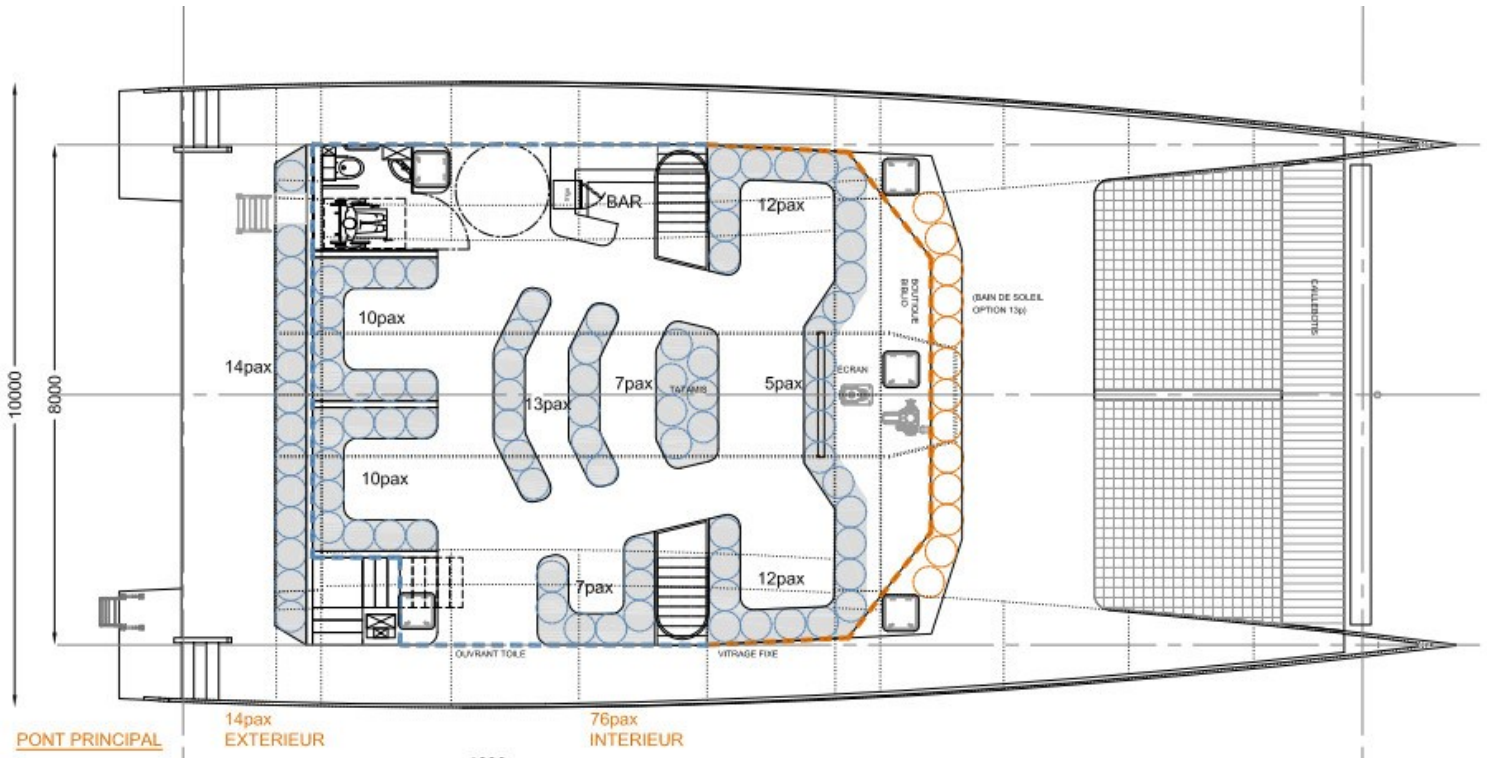 10000
8000
BAR
12pax
10pax
14pax
13pax
7pax
TATAMIS
5pax
ECRAN
BOUTIQUE
BIBLIO
(BAIN DE SOLEIL
OPTION 13p)
CAILLEBOTIS
10pax
7pax
12pax
OUVRANT TOILE
VITRAGE FIXE
PONT PRINCIPAL
14pax
EXTERIEUR
76pax
INTERIEUR